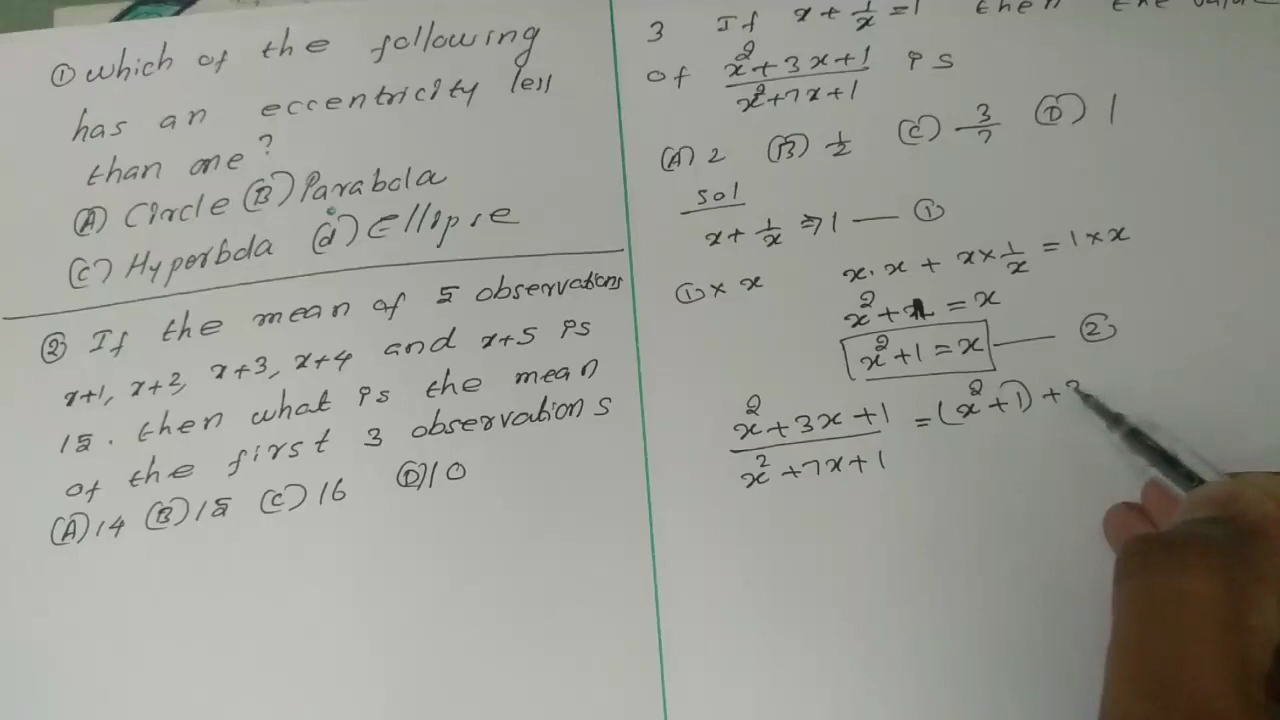 ① which of the following
has an eccentricity less
than one?
(A) Circle (B) Parabola
(C) Hyperbola (d) Ellipse
② If the mean of 5 observations
x+1, x+2, x+3, x+4 and x+5 is
15. then what is the mean
of the first 3 observations
(A) 14 (B) 15 (C) 16 (D) 10
3 If x + 1/x = 1 then the value
of (x² + 3x + 1)/(x² + 7x + 1) is
(A) 2 (B) 1/2 (C) 3/7 (D) 1
sol
x + 1/x = 1 — ①
① × x x·x + x × 1/x = 1 × x
x² + 1 = x
x² + 1 = x — ②
(x² + 3x + 1)/(x² + 7x + 1) = (x² + 1) + 3